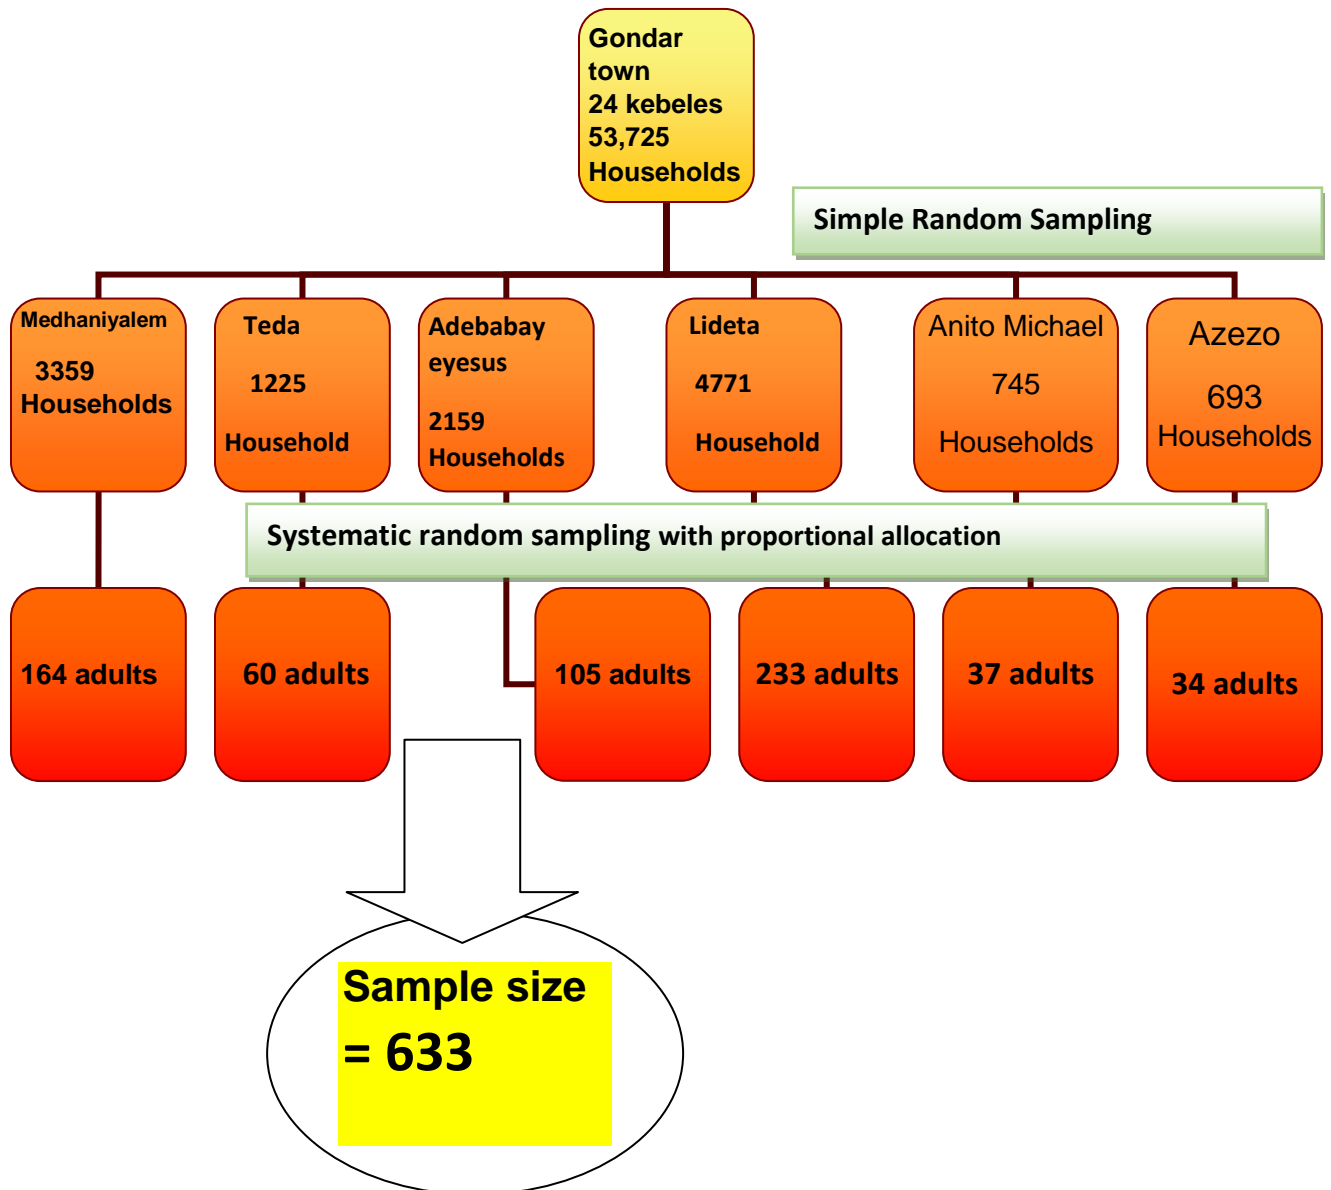 Gondar
town
24 kebeles
53,725
Households
Simple Random Sampling
Medhaniyalem
3359
Households
Teda
1225
Household
Adebabay
eyesus
2159
Households
Lideta
4771
Household
Anito Michael
745
Households
Azezo
693
Households
Systematic random sampling with proportional allocation
164 adults
60 adults
105 adults
233 adults
37 adults
34 adults
Sample size
= 633